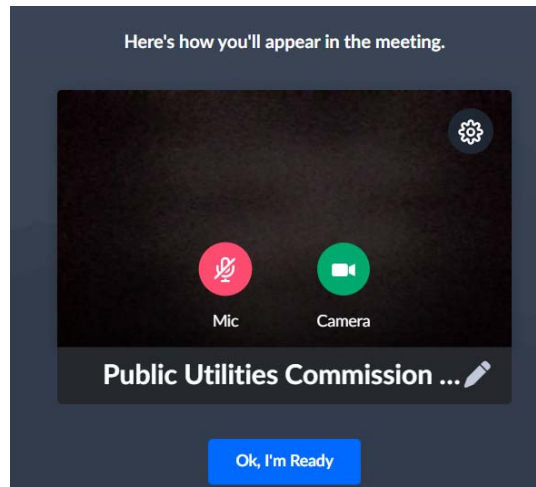 Here's how you'll appear in the meeting.
Mic
Camera
Public Utilities Commission ...
Ok, I'm Ready